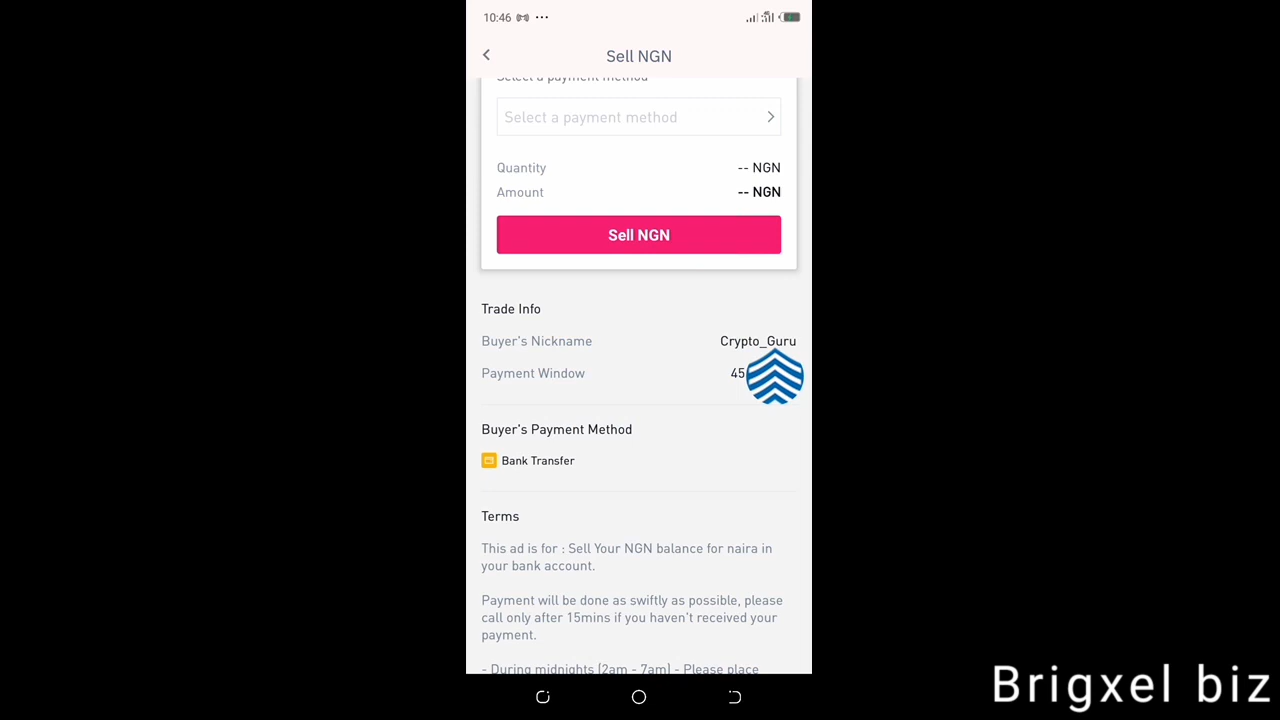 10:46
Sell NGN
Select a payment method
Select a payment method
Quantity -- NGN
Amount -- NGN
Sell NGN
Trade Info
Buyer's Nickname Crypto_Guru
Payment Window 45
Buyer's Payment Method
Bank Transfer
Terms
This ad is for : Sell Your NGN balance for naira in
your bank account.
Payment will be done as swiftly as possible, please
call only after 15mins if you haven't received your
payment.
- During midnights (2am - 7am) - Please place
Brigxel biz